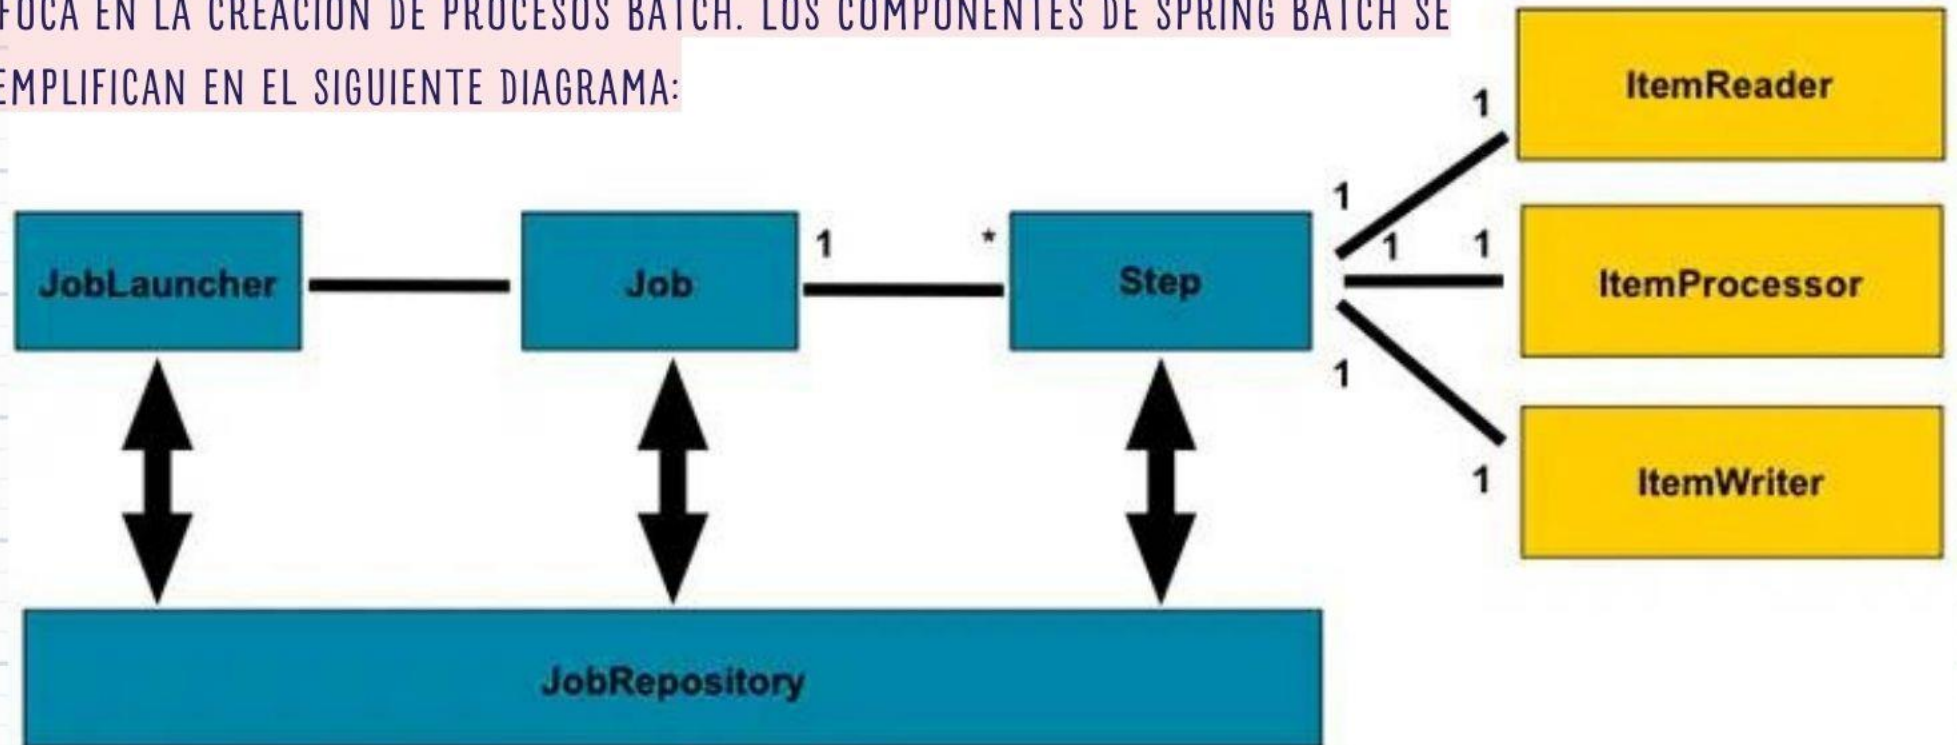 FOCA EN LA CREACIÓN DE PROCESOS BATCH. LOS COMPONENTES DE SPRING BATCH SE
EMPLIFICAN EN EL SIGUIENTE DIAGRAMA:
ItemReader
1
1
JobLauncher
Job
1
*
Step
1
1
ItemProcessor
1
1
ItemWriter
JobRepository